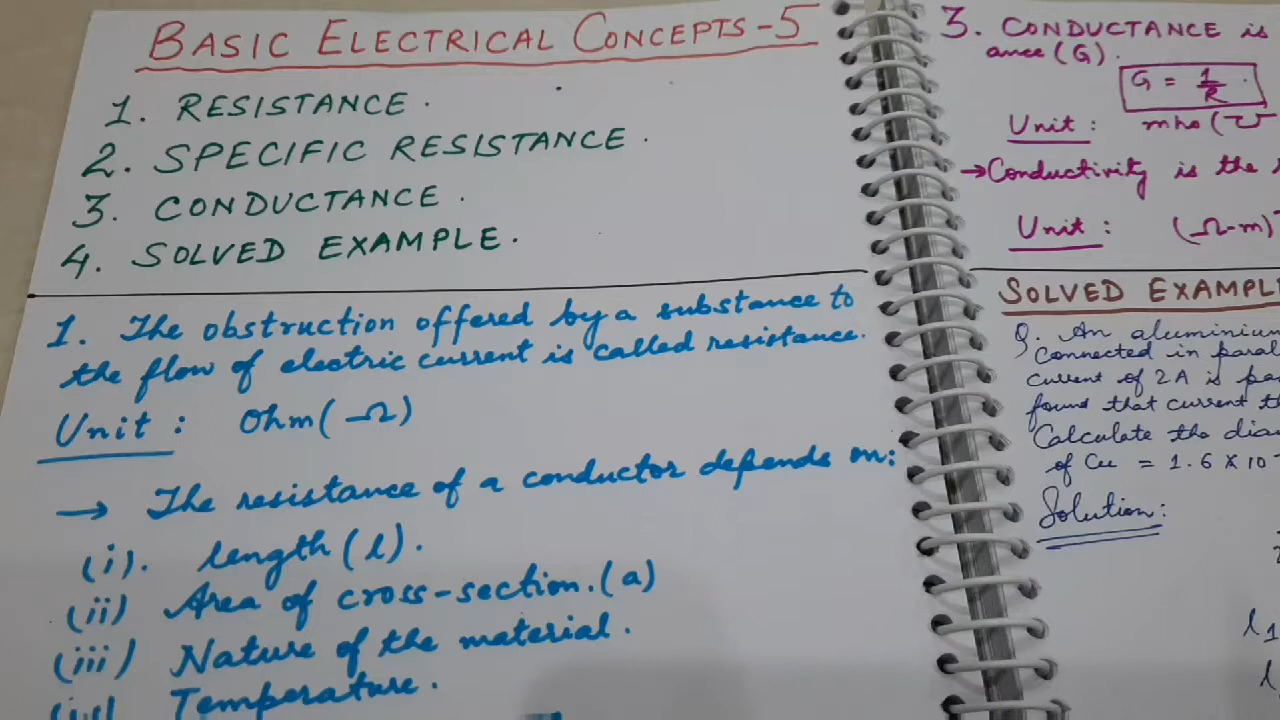 BASIC ELECTRICAL CONCEPTS-5
1. RESISTANCE.
2. SPECIFIC RESISTANCE.
3. CONDUCTANCE.
4. SOLVED EXAMPLE.
1. The obstruction offered by a substance to
the flow of electric current is called resistance.
Unit: Ohm(Ω)
→ The resistance of a conductor depends on:
(i). length(l).
(ii) Area of cross-section.(a)
(iii) Nature of the material.
(iv) Temperature.
3. CONDUCTANCE is
ance(G).
G = 1/R.
Unit: mho(℧
→Conductivity is the
Unit: (Ω-m)
SOLVED EXAMPLE
Q. An aluminium
Connected in paral
current of 2A is
found that current
Calculate the dia
of Cu = 1.6 X 10-
Solution:
l1
l